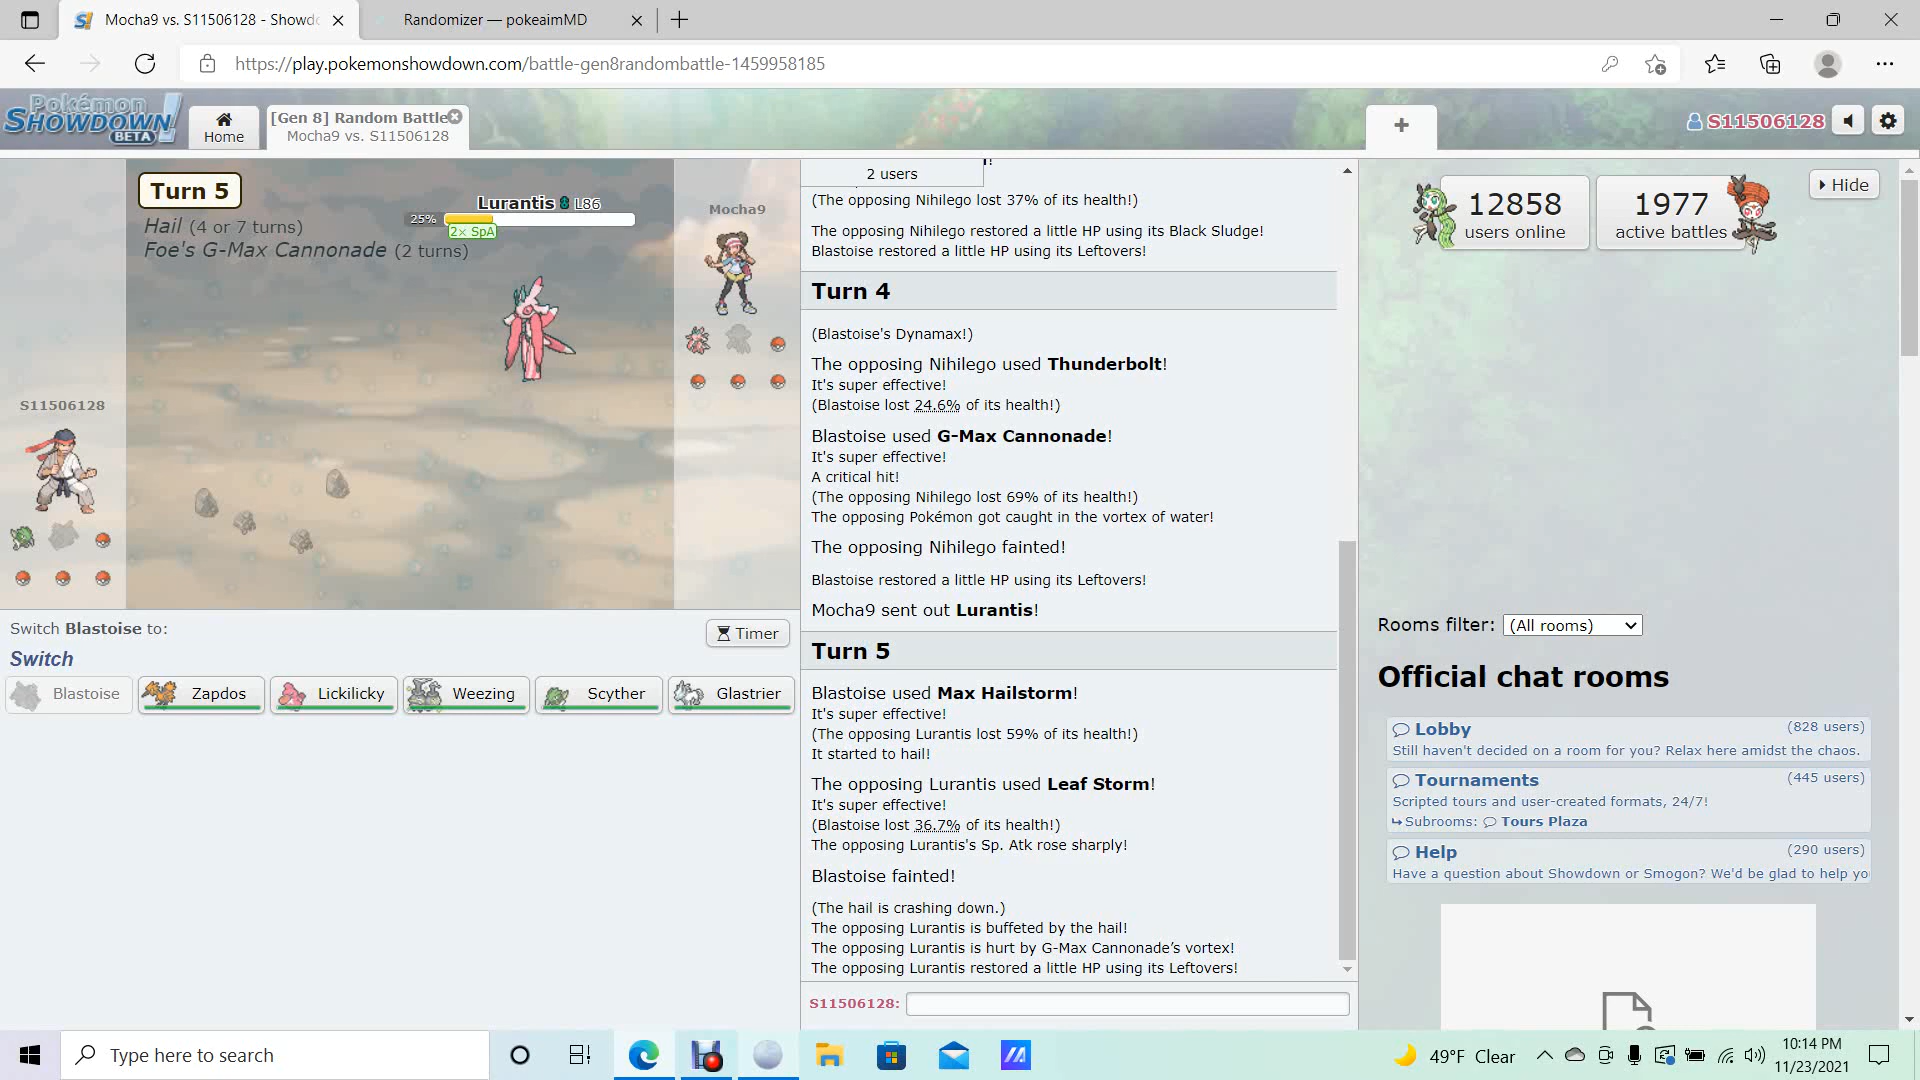 Mocha9 vs. S11506128 - Showdo
Randomizer — pokeaimMD
https://play.pokemonshowdown.com/battle-gen8randombattle-1459958185
Pokémon
SHOWDOWN!
BETA
Home
[Gen 8] Random Battle
Mocha9 vs. S11506128
S11506128
Turn 5
Hail (4 or 7 turns)
Foe's G-Max Cannonade (2 turns)
Lurantis L86
25%
2× SpA
Mocha9
S11506128
Switch Blastoise to:
Timer
Switch
Blastoise
Zapdos
Lickilicky
Weezing
Scyther
Glastrier
2 users
(The opposing Nihilego lost 37% of its health!)
The opposing Nihilego restored a little HP using its Black Sludge!
Blastoise restored a little HP using its Leftovers!
Turn 4
(Blastoise's Dynamax!)
The opposing Nihilego used Thunderbolt!
It's super effective!
(Blastoise lost 24.6% of its health!)
Blastoise used G-Max Cannonade!
It's super effective!
A critical hit!
(The opposing Nihilego lost 69% of its health!)
The opposing Pokémon got caught in the vortex of water!
The opposing Nihilego fainted!
Blastoise restored a little HP using its Leftovers!
Mocha9 sent out Lurantis!
Turn 5
Blastoise used Max Hailstorm!
It's super effective!
(The opposing Lurantis lost 59% of its health!)
It started to hail!
The opposing Lurantis used Leaf Storm!
It's super effective!
(Blastoise lost 36.7% of its health!)
The opposing Lurantis's Sp. Atk rose sharply!
Blastoise fainted!
(The hail is crashing down.)
The opposing Lurantis is buffeted by the hail!
The opposing Lurantis is hurt by G-Max Cannonade’s vortex!
The opposing Lurantis restored a little HP using its Leftovers!
S11506128:
12858
users online
1977
active battles
Hide
Rooms filter: (All rooms)
Official chat rooms
Lobby (828 users)
Still haven't decided on a room for you? Relax here amidst the chaos.
Tournaments (445 users)
Scripted tours and user-created formats, 24/7!
↳ Subrooms: Tours Plaza
Help (290 users)
Have a question about Showdown or Smogon? We'd be glad to help yo
Type here to search
49°F Clear
10:14 PM
11/23/2021